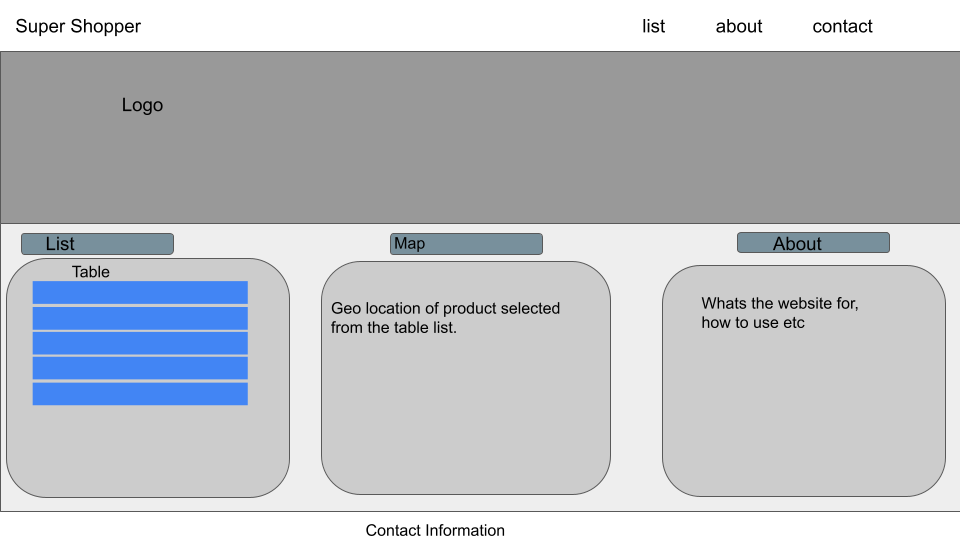 Super Shopper
list
about
contact
Logo
List
Table
Map
Geo location of product selected
from the table list.
About
Whats the website for,
how to use etc
Contact Information